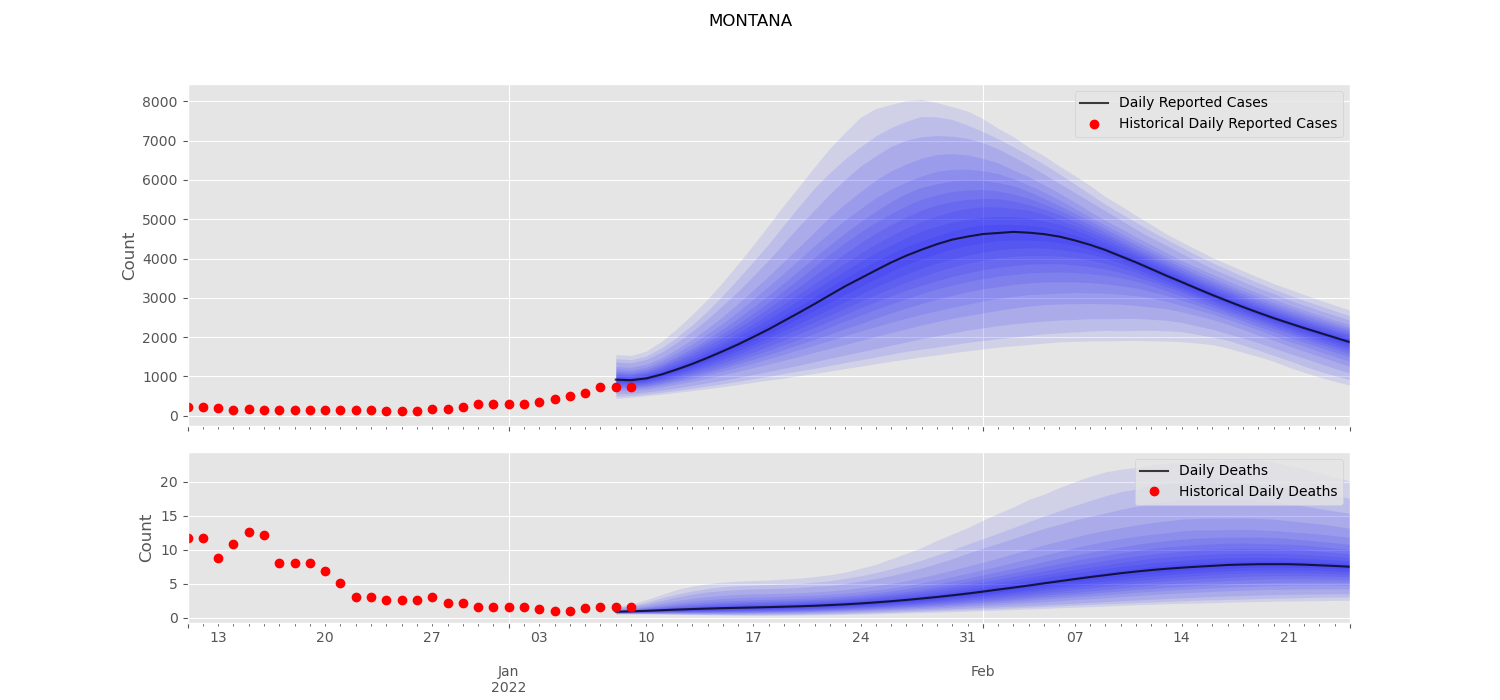 MONTANA
8000
7000
6000
5000
4000
3000
2000
1000
0
Count
Daily Reported Cases
Historical Daily Reported Cases
20
15
10
5
0
Count
Daily Deaths
Historical Daily Deaths
13 20 27 03 10 17 24 31 07 14 21
Jan Feb
2022